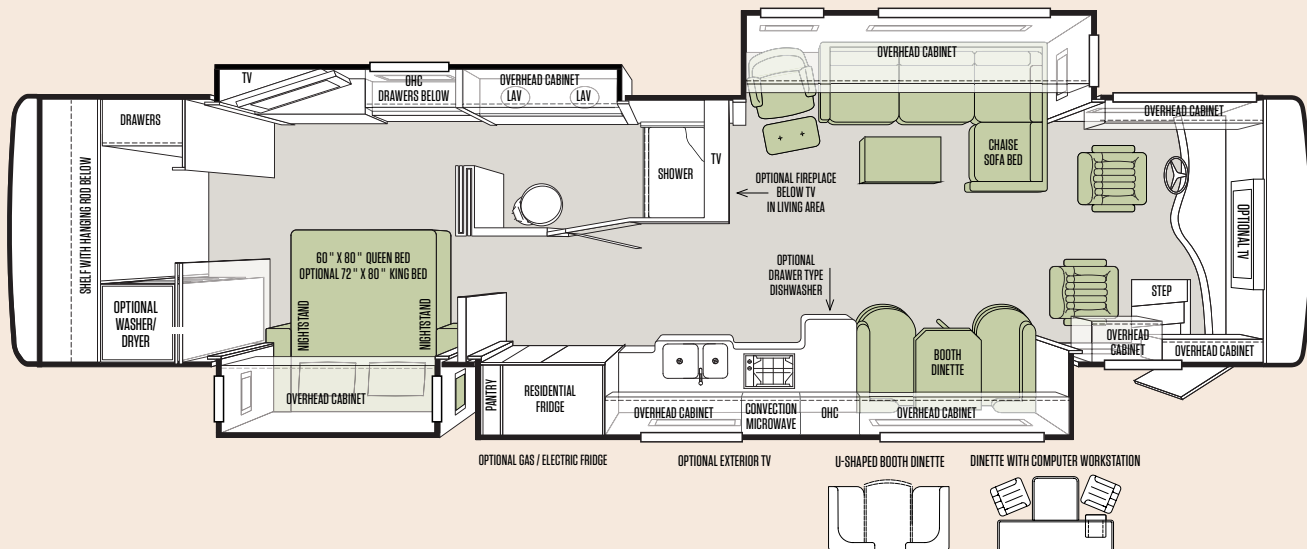 TV
OHC
DRAWERS BELOW
OVERHEAD CABINET
LAV
LAV
OVERHEAD CABINET
OVERHEAD CABINET
DRAWERS
SHELF WITH HANGING ROD BELOW
OPTIONAL
WASHER/
DRYER
SHOWER
TV
OPTIONAL FIREPLACE
BELOW TV
IN LIVING AREA
CHAISE
SOFA BED
OPTIONAL TV
60" X 80" QUEEN BED
OPTIONAL 72" X 80" KING BED
NIGHTSTAND
NIGHTSTAND
OVERHEAD CABINET
OPTIONAL
DRAWER TYPE
DISHWASHER
STEP
OVERHEAD
CABINET
OVERHEAD CABINET
BOOTH
DINETTE
PANTRY
RESIDENTIAL
FRIDGE
OVERHEAD CABINET
CONVECTION
MICROWAVE
OHC
OVERHEAD CABINET
OPTIONAL GAS / ELECTRIC FRIDGE
OPTIONAL EXTERIOR TV
U-SHAPED BOOTH DINETTE
DINETTE WITH COMPUTER WORKSTATION